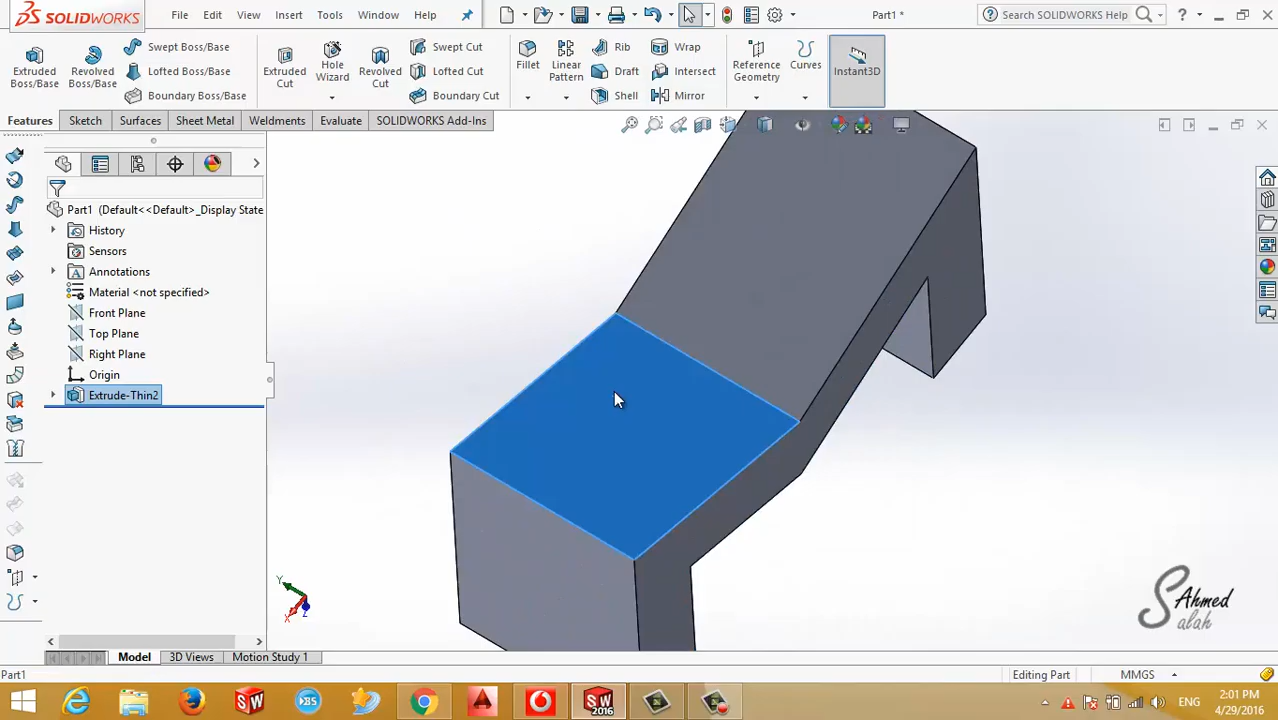 SOLIDWORKS File Edit View Insert Tools Window Help Part1 * Search SOLIDWORKS Help
Extruded Boss/Base
Revolved Boss/Base
Swept Boss/Base
Lofted Boss/Base
Boundary Boss/Base
Extruded Cut
Hole Wizard
Revolved Cut
Swept Cut
Lofted Cut
Boundary Cut
Fillet
Linear Pattern
Rib
Draft
Shell
Wrap
Intersect
Mirror
Reference Geometry
Curves
Instant3D
Features Sketch Surfaces Sheet Metal Weldments Evaluate SOLIDWORKS Add-Ins
Part1 (Default<<Default>_Display State
History
Sensors
Annotations
Material <not specified>
Front Plane
Top Plane
Right Plane
Origin
Extrude-Thin2
Y
X
Z
Ahmed
Salah
Model 3D Views Motion Study 1
Part1 Editing Part MMGS
2016
ENG
2:01 PM
4/29/2016